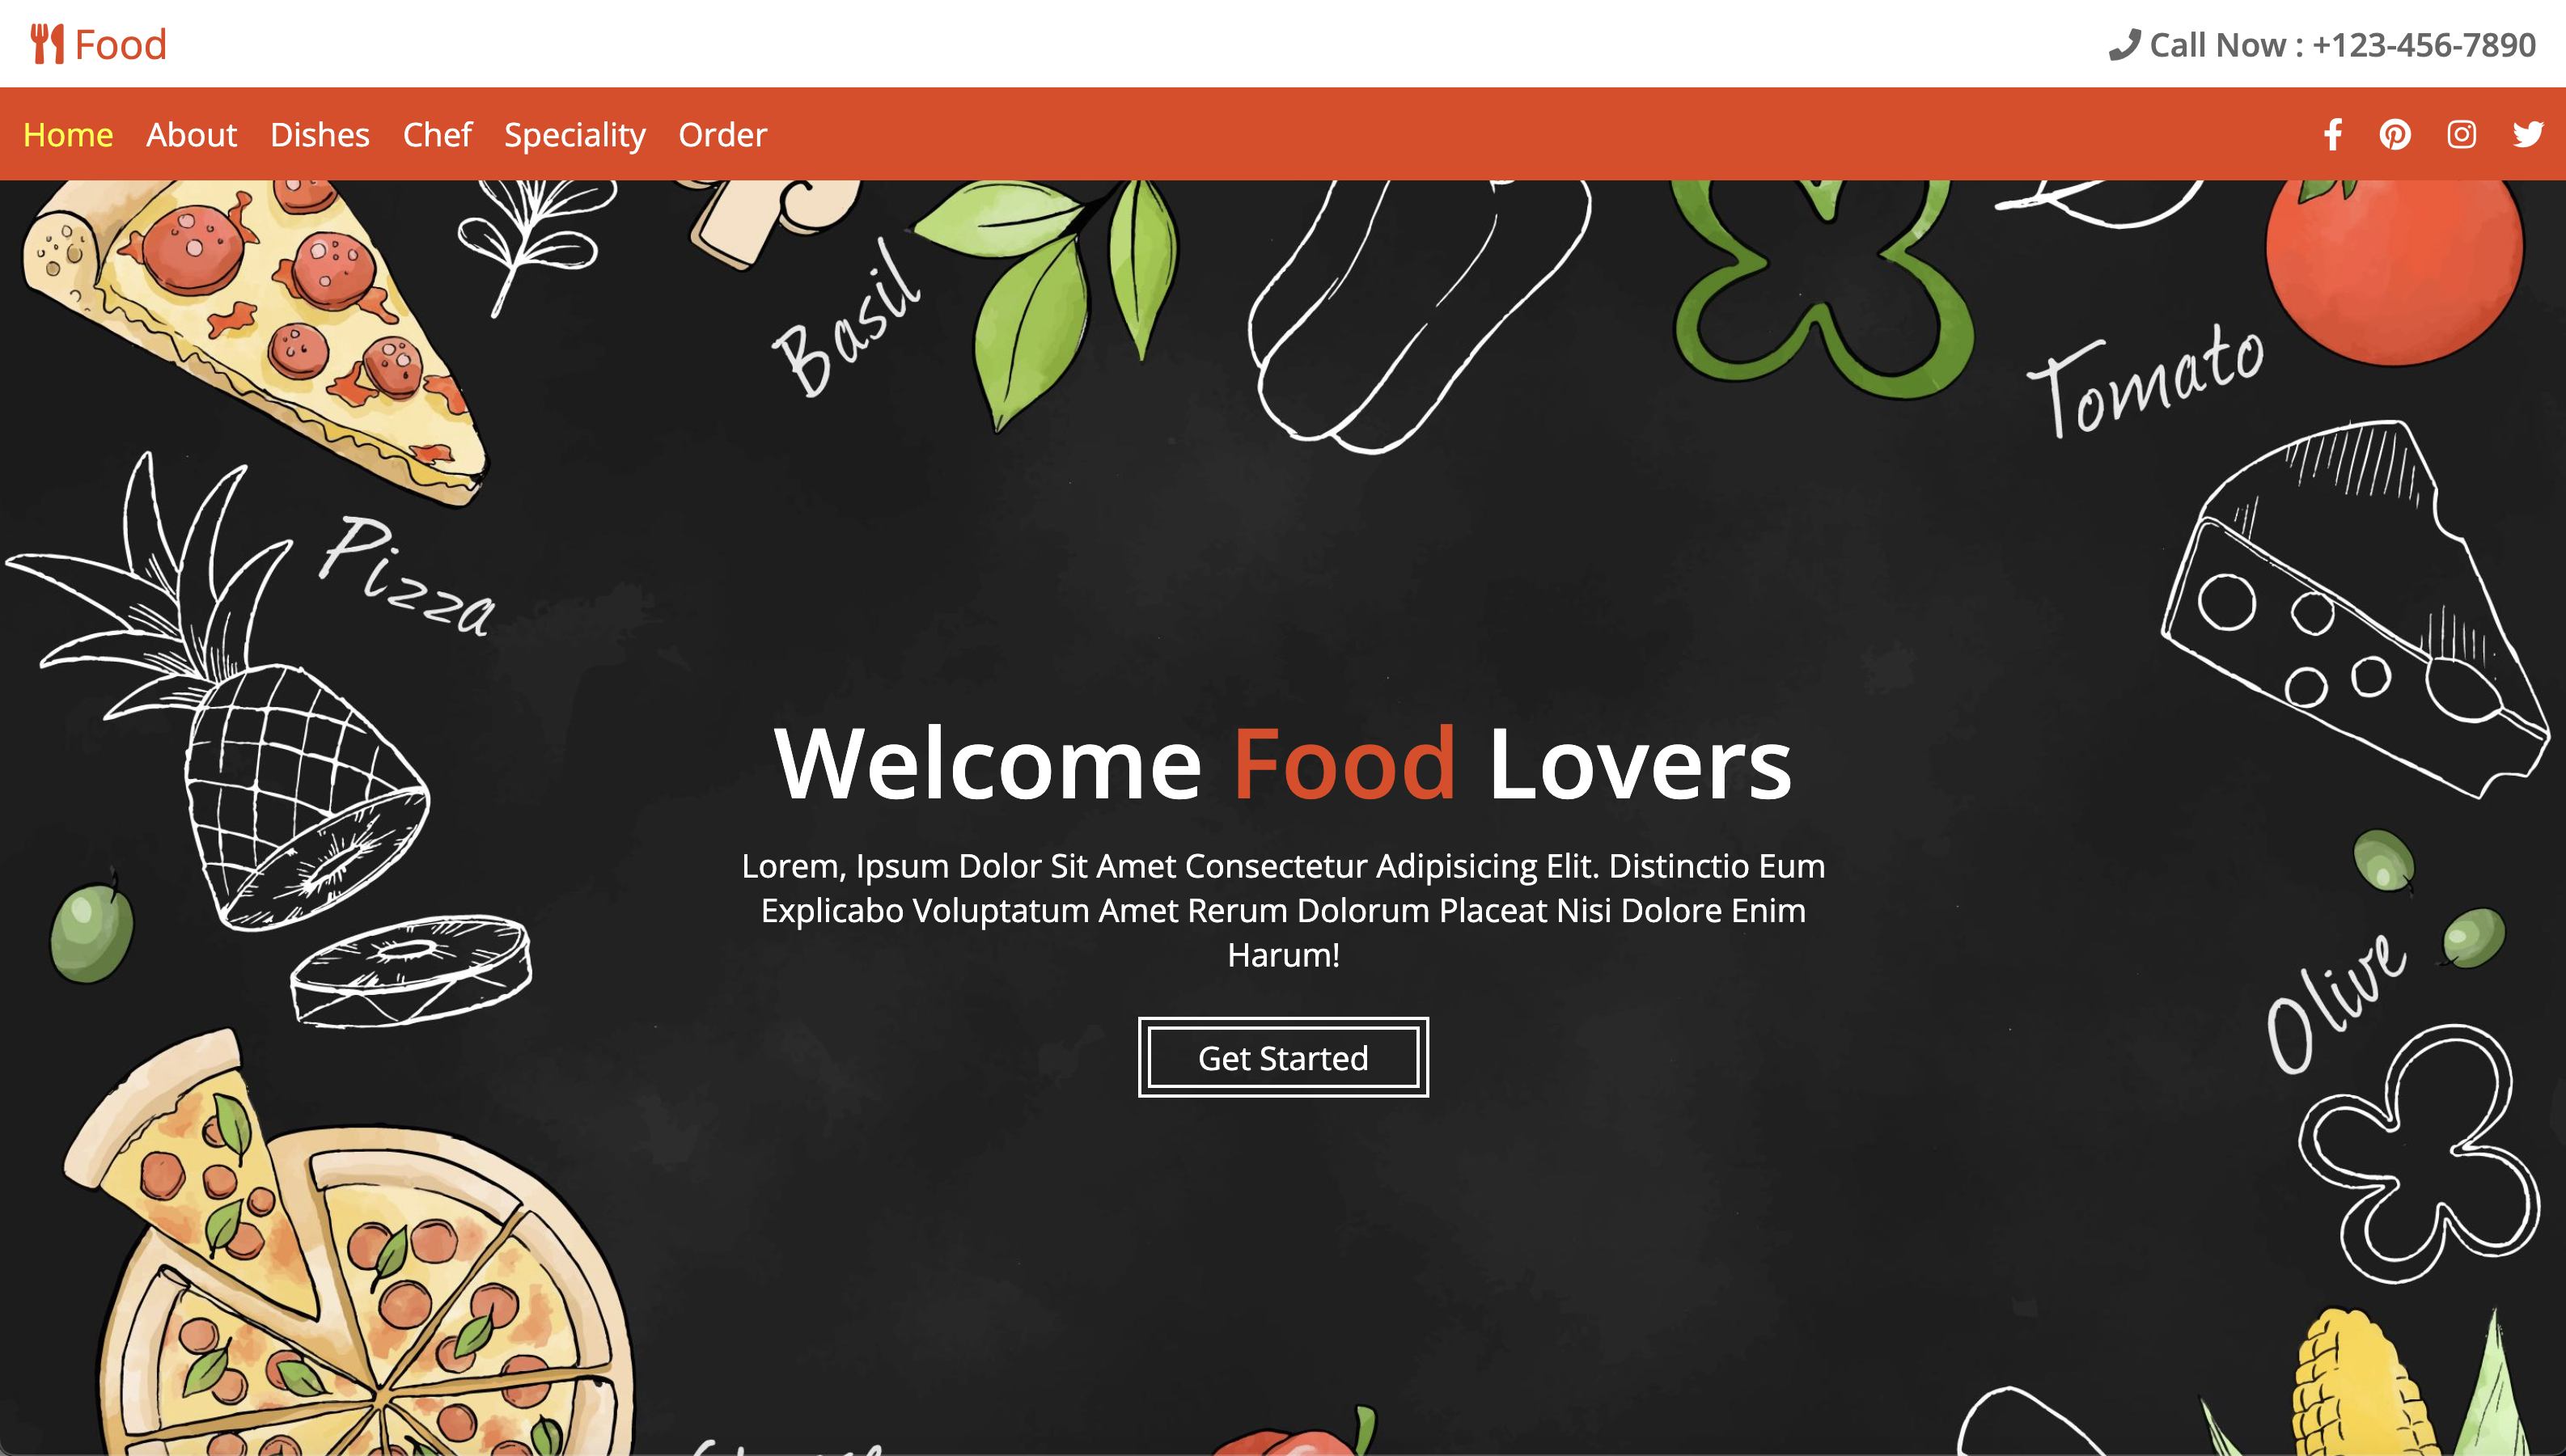 Food
Call Now : +123-456-7890
Home About Dishes Chef Speciality Order
Basil
Tomato
Pizza
Welcome Food Lovers
Lorem, Ipsum Dolor Sit Amet Consectetur Adipisicing Elit. Distinctio Eum
Explicabo Voluptatum Amet Rerum Dolorum Placeat Nisi Dolore Enim
Harum!
Olive
Get Started